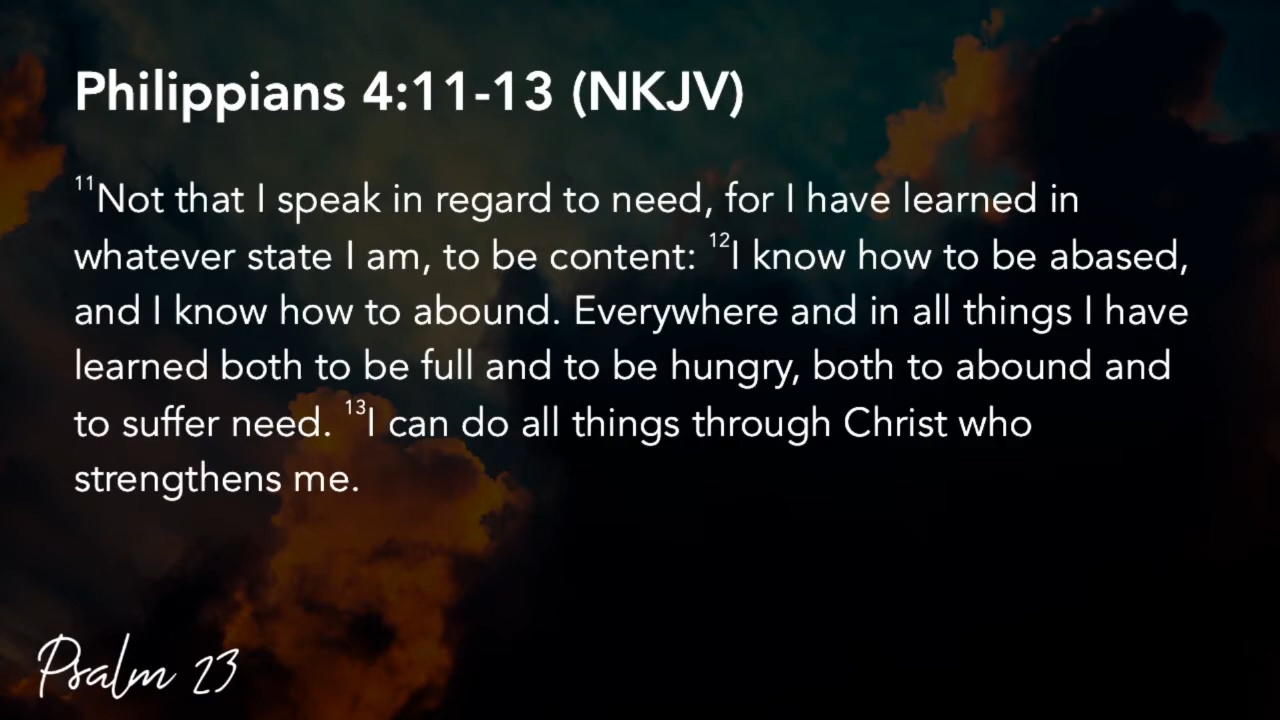 Philippians 4:11-13 (NKJV)
¹¹Not that I speak in regard to need, for I have learned in
whatever state I am, to be content: ¹²I know how to be abased,
and I know how to abound. Everywhere and in all things I have
learned both to be full and to be hungry, both to abound and
to suffer need. ¹³I can do all things through Christ who
strengthens me.
Psalm 23